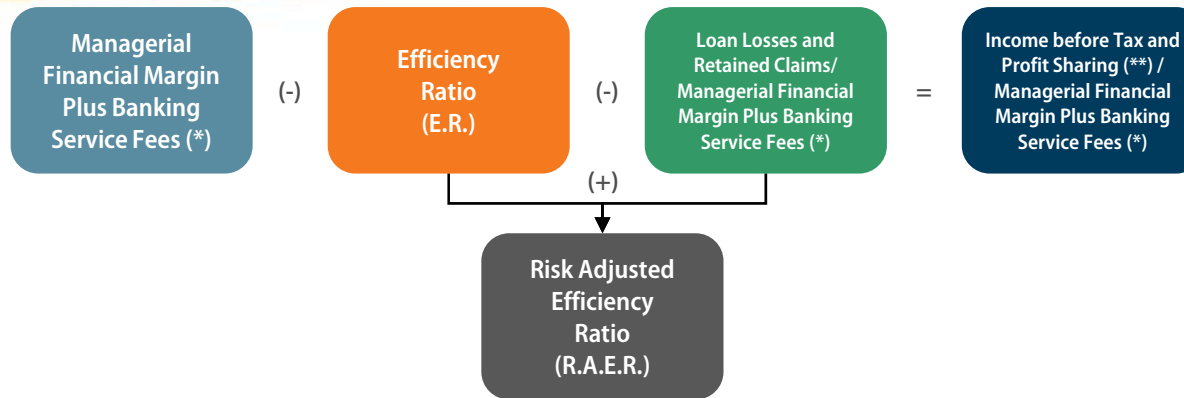 Managerial
Financial Margin
Plus Banking
Service Fees (*)
(-)
Efficiency
Ratio
(E.R.)
(-)
Loan Losses and
Retained Claims/
Managerial Financial
Margin Plus Banking
Service Fees (*)
=
Income before Tax and
Profit Sharing (**) /
Managerial Financial
Margin Plus Banking
Service Fees (*)
(+)
Risk Adjusted
Efficiency
Ratio
(R.A.E.R.)